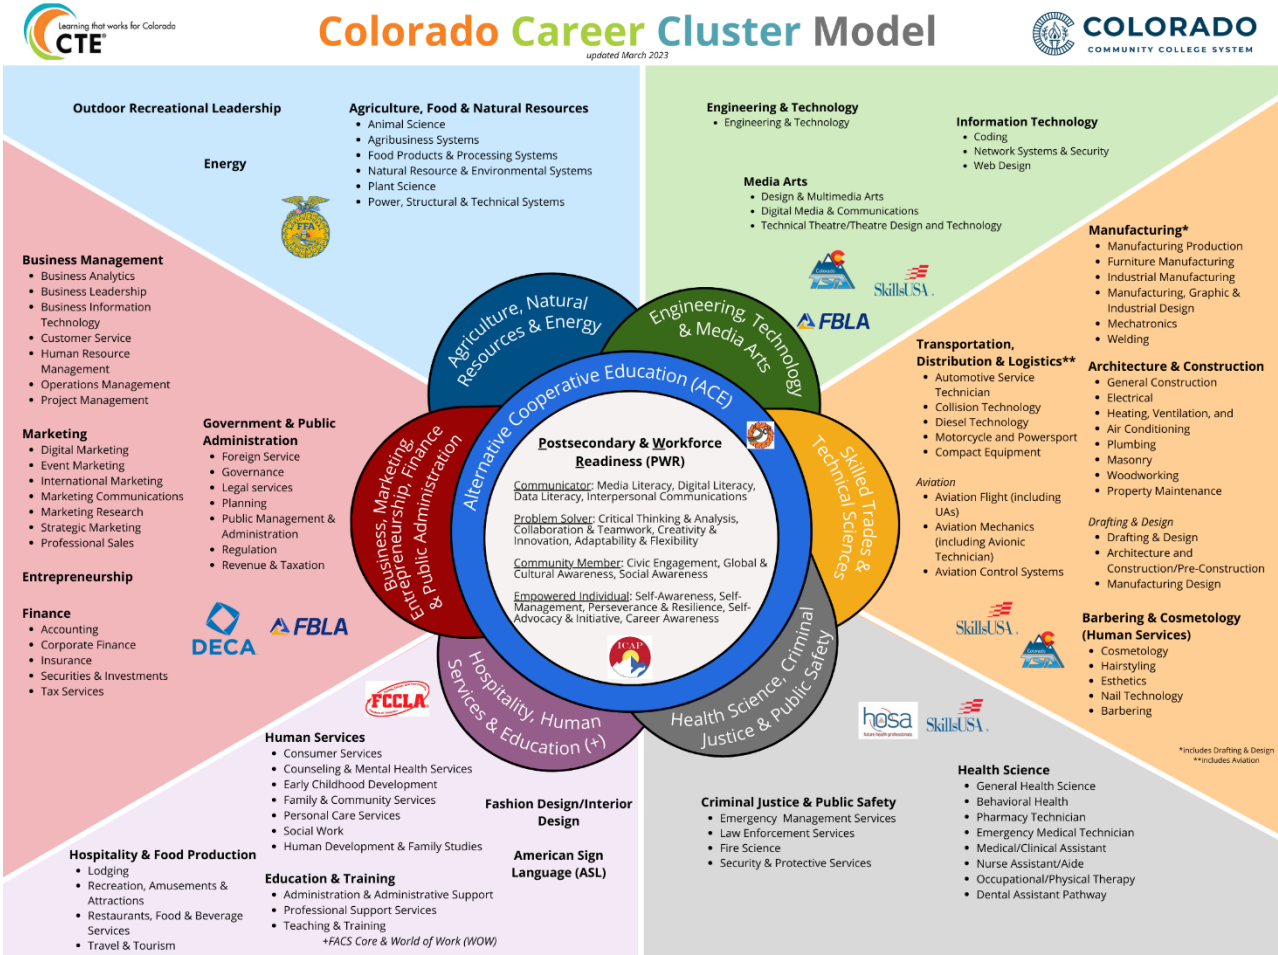 Learning that works for Colorado
CTE®
Colorado Career Cluster Model
updated March 2023
COLORADO
COMMUNITY COLLEGE SYSTEM
Outdoor Recreational Leadership
Energy
Agriculture, Food & Natural Resources
• Animal Science
• Agribusiness Systems
• Food Products & Processing Systems
• Natural Resource & Environmental Systems
• Plant Science
• Power, Structural & Technical Systems
FFA
Engineering & Technology
• Engineering & Technology
Information Technology
• Coding
• Network Systems & Security
• Web Design
Media Arts
• Design & Multimedia Arts
• Digital Media & Communications
• Technical Theatre/Theatre Design and Technology
Colorado
TSA
SkillsUSA
FBLA
Manufacturing*
• Manufacturing Production
• Furniture Manufacturing
• Industrial Manufacturing
• Manufacturing, Graphic &
Industrial Design
• Mechatronics
• Welding
Transportation,
Distribution & Logistics**
• Automotive Service
Technician
• Collision Technology
• Diesel Technology
• Motorcycle and Powersport
• Compact Equipment
Aviation
• Aviation Flight (including
UAs)
• Aviation Mechanics
(including Avionic
Technician)
• Aviation Control Systems
Architecture & Construction
• General Construction
• Electrical
• Heating, Ventilation, and
• Air Conditioning
• Plumbing
• Masonry
• Woodworking
• Property Maintenance
Drafting & Design
• Drafting & Design
• Architecture and
Construction/Pre-Construction
• Manufacturing Design
SkillsUSA
Colorado
TSA
Barbering & Cosmetology
(Human Services)
• Cosmetology
• Hairstyling
• Esthetics
• Nail Technology
• Barbering
*includes Drafting & Design
**includes Aviation
Business Management
• Business Analytics
• Business Leadership
• Business Information
Technology
• Customer Service
• Human Resource
Management
• Operations Management
• Project Management
Marketing
• Digital Marketing
• Event Marketing
• International Marketing
• Marketing Communications
• Marketing Research
• Strategic Marketing
• Professional Sales
Entrepreneurship
Finance
• Accounting
• Corporate Finance
• Insurance
• Securities & Investments
• Tax Services
Government & Public
Administration
• Foreign Service
• Governance
• Legal services
• Planning
• Public Management &
Administration
• Regulation
• Revenue & Taxation
DECA
FBLA
Agriculture, Natural
Resources & Energy
Engineering, Technology
& Media Arts
Business, Marketing,
Entrepreneurship, Finance
& Public Administration
Skilled Trades &
Technical Sciences
Hospitality, Human
Services & Education (+)
Health Science, Criminal
Justice & Public Safety
Alternative Cooperative Education (ACE)
Postsecondary & Workforce
Readiness (PWR)
Communicator: Media Literacy, Digital Literacy,
Data Literacy, Interpersonal Communications
Problem Solver: Critical Thinking & Analysis,
Collaboration & Teamwork, Creativity &
Innovation, Adaptability & Flexibility
Community Member: Civic Engagement, Global &
Cultural Awareness, Social Awareness
Empowered Individual: Self-Awareness, Self-
Management, Perseverance & Resilience, Self-
Advocacy & Initiative, Career Awareness
ICAP
FCCLA
Human Services
• Consumer Services
• Counseling & Mental Health Services
• Early Childhood Development
• Family & Community Services
• Personal Care Services
• Social Work
• Human Development & Family Studies
Fashion Design/Interior
Design
American Sign
Language (ASL)
Hospitality & Food Production
• Lodging
• Recreation, Amusements &
Attractions
• Restaurants, Food & Beverage
Services
• Travel & Tourism
Education & Training
• Administration & Administrative Support
• Professional Support Services
• Teaching & Training
+FACS Core & World of Work (WOW)
hosa
future health professionals
SkillsUSA
Criminal Justice & Public Safety
• Emergency Management Services
• Law Enforcement Services
• Fire Science
• Security & Protective Services
Health Science
• General Health Science
• Behavioral Health
• Pharmacy Technician
• Emergency Medical Technician
• Medical/Clinical Assistant
• Nurse Assistant/Aide
• Occupational/Physical Therapy
• Dental Assistant Pathway